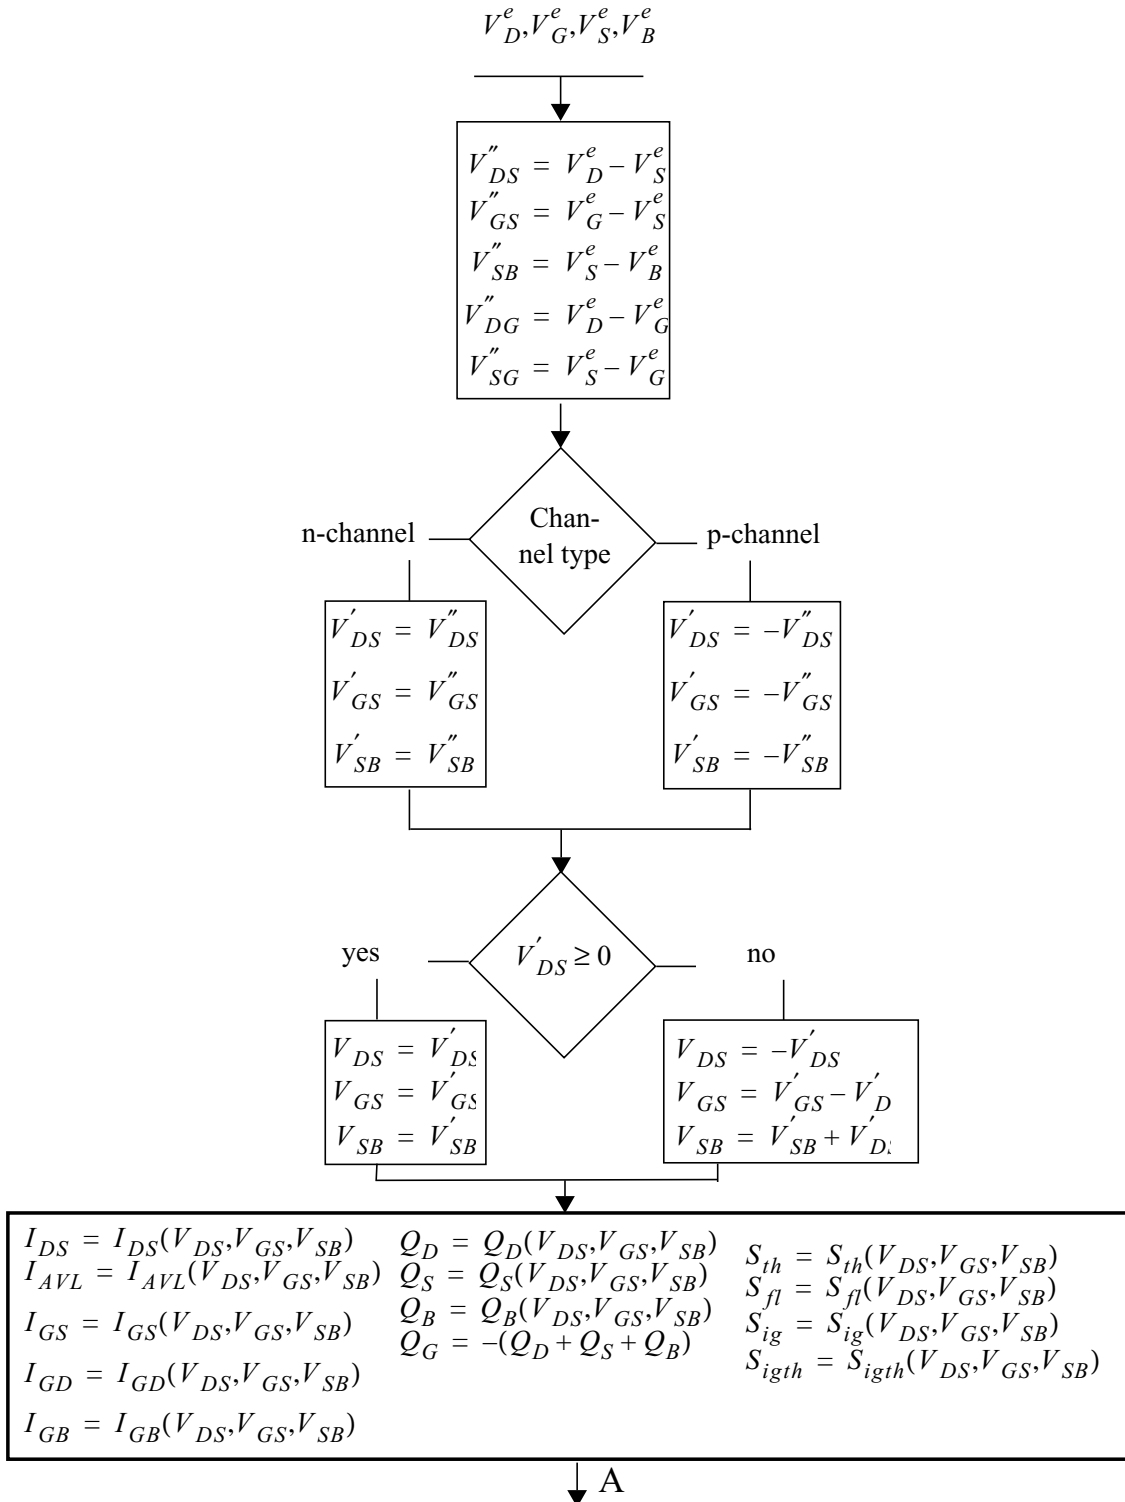 V^e_D, V^e_G, V^e_S, V^e_B
V″_DS = V^e_D − V^e_S
V″_GS = V^e_G − V^e_S
V″_SB = V^e_S − V^e_B
V″_DG = V^e_D − V^e_G
V″_SG = V^e_S − V^e_G
Chan-
nel type
n-channel
p-channel
V′_DS = V″_DS
V′_GS = V″_GS
V′_SB = V″_SB
V′_DS = −V″_DS
V′_GS = −V″_GS
V′_SB = −V″_SB
V′_DS ≥ 0
yes
no
V_DS = V′_DS
V_GS = V′_GS
V_SB = V′_SB
V_DS = −V′_DS
V_GS = V′_GS − V′_D
V_SB = V′_SB + V′_DS
I_DS = I_DS(V_DS,V_GS,V_SB)
I_AVL = I_AVL(V_DS,V_GS,V_SB)
I_GS = I_GS(V_DS,V_GS,V_SB)
I_GD = I_GD(V_DS,V_GS,V_SB)
I_GB = I_GB(V_DS,V_GS,V_SB)
Q_D = Q_D(V_DS,V_GS,V_SB)
Q_S = Q_S(V_DS,V_GS,V_SB)
Q_B = Q_B(V_DS,V_GS,V_SB)
Q_G = −(Q_D + Q_S + Q_B)
S_th = S_th(V_DS,V_GS,V_SB)
S_fl = S_fl(V_DS,V_GS,V_SB)
S_ig = S_ig(V_DS,V_GS,V_SB)
S_igth = S_igth(V_DS,V_GS,V_SB)
A